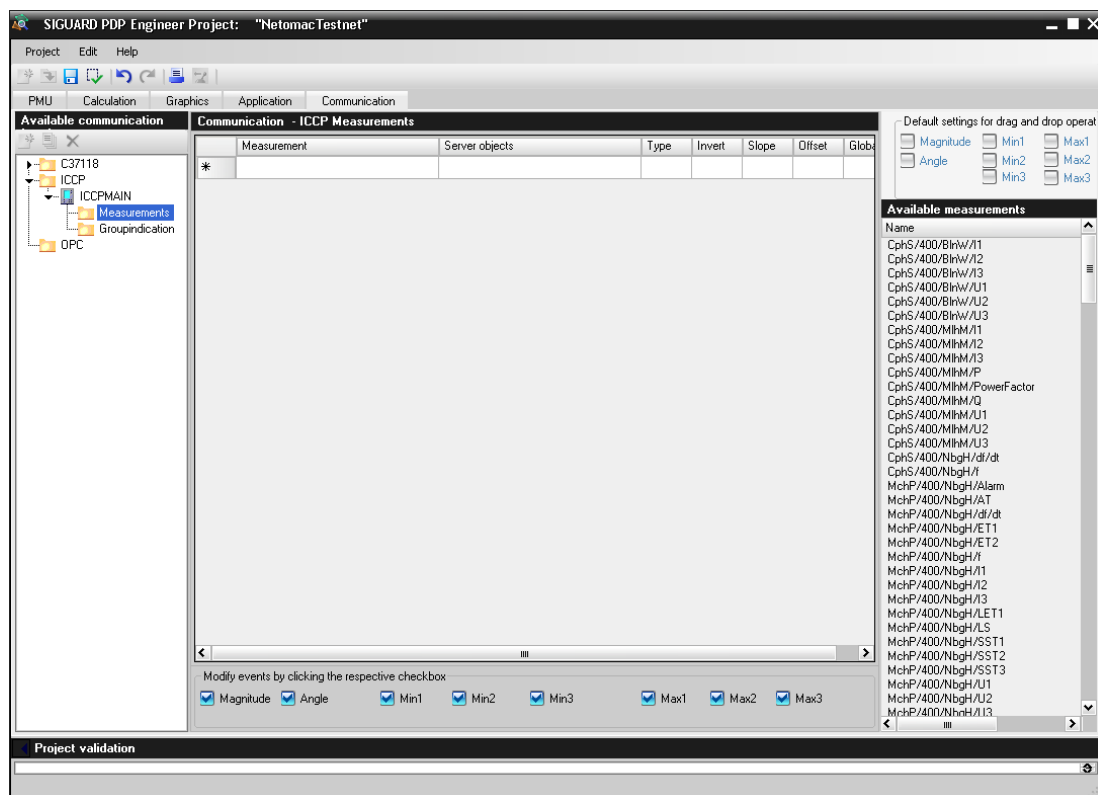 SIGUARD PDP Engineer Project: "NetomacTestnet"
Project Edit Help
PMU Calculation Graphics Application Communication
Available communication
C37118
ICCP
ICCPMAIN
Measurements
Groupindication
OPC
Communication - ICCP Measurements
Measurement Server objects Type Invert Slope Offset Globa
*
Modify events by clicking the respective checkbox
Magnitude Angle Min1 Min2 Min3 Max1 Max2 Max3
Default settings for drag and drop operat
Magnitude Min1 Max1
Angle Min2 Max2
Min3 Max3
Available measurements
Name
CphS/400/BlnW/I1
CphS/400/BlnW/I2
CphS/400/BlnW/I3
CphS/400/BlnW/U1
CphS/400/BlnW/U2
CphS/400/BlnW/U3
CphS/400/MlhM/I1
CphS/400/MlhM/I2
CphS/400/MlhM/I3
CphS/400/MlhM/P
CphS/400/MlhM/PowerFactor
CphS/400/MlhM/Q
CphS/400/MlhM/U1
CphS/400/MlhM/U2
CphS/400/MlhM/U3
CphS/400/NbgH/df/dt
CphS/400/NbgH/f
MchP/400/NbgH/Alarm
MchP/400/NbgH/AT
MchP/400/NbgH/df/dt
MchP/400/NbgH/ET1
MchP/400/NbgH/ET2
MchP/400/NbgH/f
MchP/400/NbgH/I1
MchP/400/NbgH/I2
MchP/400/NbgH/I3
MchP/400/NbgH/LET1
MchP/400/NbgH/LS
MchP/400/NbgH/SST1
MchP/400/NbgH/SST2
MchP/400/NbgH/SST3
MchP/400/NbgH/U1
MchP/400/NbgH/U2
MchP/400/NbgH/U3
Project validation